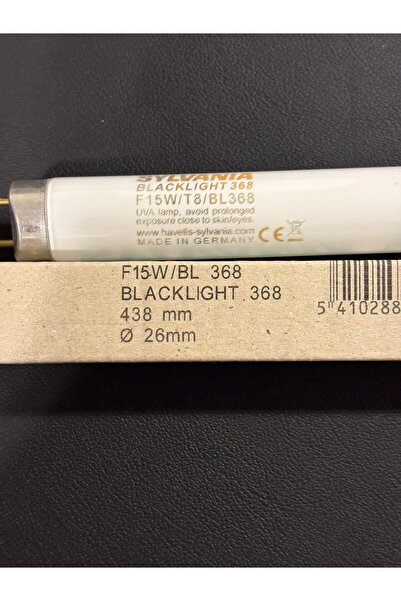 SYLVANIA
BLACKLIGHT 368
F15W/T8/BL368
UVA lamp, avoid prolonged
exposure close to skin/eyes.
www.havells-sylvania.com
MADE IN GERMANY CE
F15W/BL 368
BLACKLIGHT 368
438 mm
Ø 26mm
5 410288